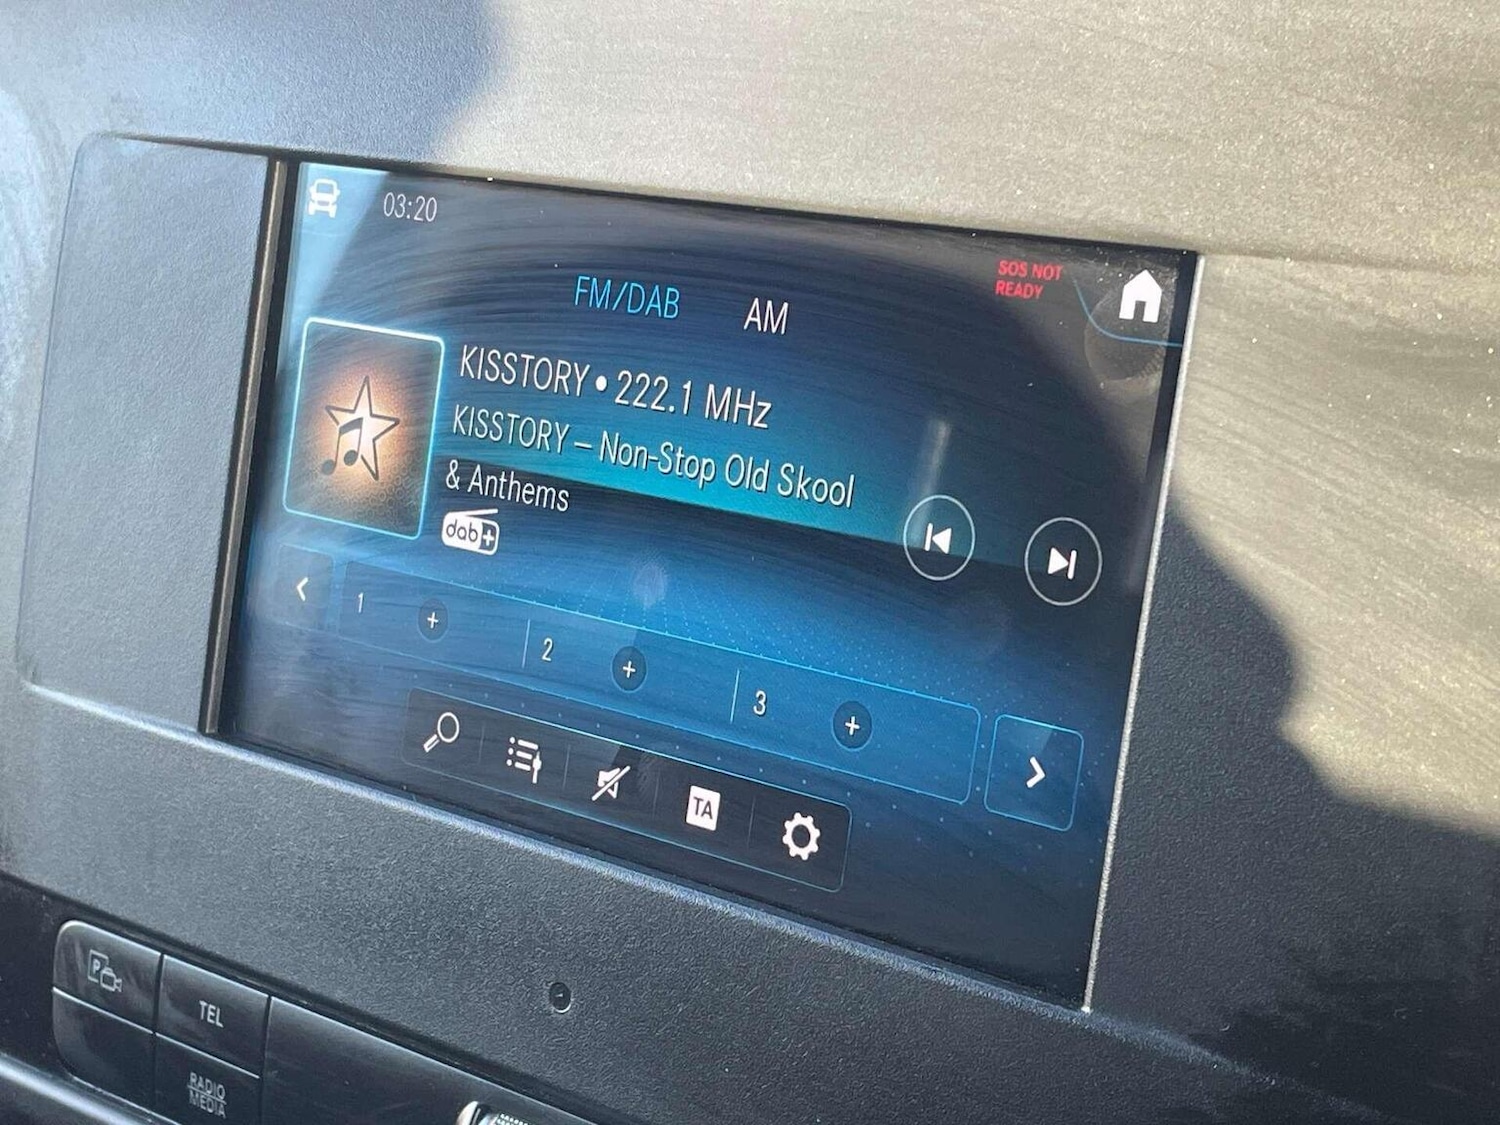 03:20
SOS NOT
READY
FM/DAB AM
KISSTORY • 222.1 MHz
KISSTORY – Non-Stop Old Skool
& Anthems
dab+
1 + 2 + 3 +
TA
P
TEL
RADIO
MEDIA